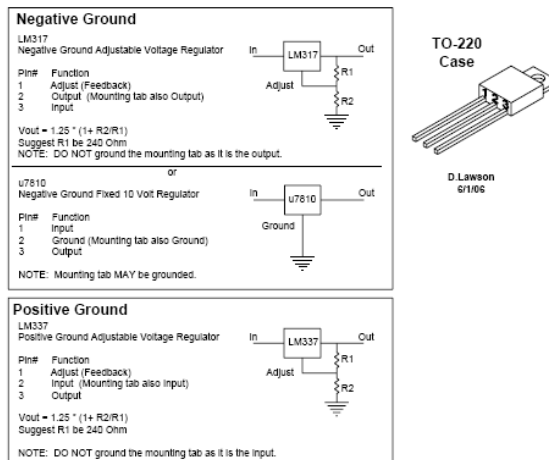 Negative Ground
LM317
Negative Ground Adjustable Voltage Regulator
Pin# Function
1 Adjust (Feedback)
2 Output (Mounting tab also Output)
3 Input
Vout = 1.25 * (1+ R2/R1)
Suggest R1 be 240 Ohm
NOTE: DO NOT ground the mounting tab as it is the output.
In
LM317
Out
R1
Adjust
R2
or
u7810
Negative Ground Fixed 10 Volt Regulator
Pin# Function
1 Input
2 Ground (Mounting tab also Ground)
3 Output
NOTE: Mounting tab MAY be grounded.
In
u7810
Out
Ground
Positive Ground
LM337
Positive Ground Adjustable Voltage Regulator
Pin# Function
1 Adjust (Feedback)
2 Input (Mounting tab also Input)
3 Output
Vout = 1.25 * (1+ R2/R1)
Suggest R1 be 240 Ohm
NOTE: DO NOT ground the mounting tab as it is the input.
In
LM337
Out
R1
Adjust
R2
TO-220
Case
1 2 3
D.Lawson
6/1/06